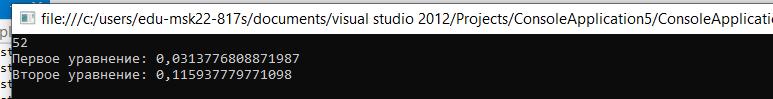 file:///c:/users/edu-msk22-817s/documents/visual studio 2012/Projects/ConsoleApplication5/ConsoleApplicatio
52
Первое уравнение: 0,0313776808871987
Второе уравнение: 0,115937779771098